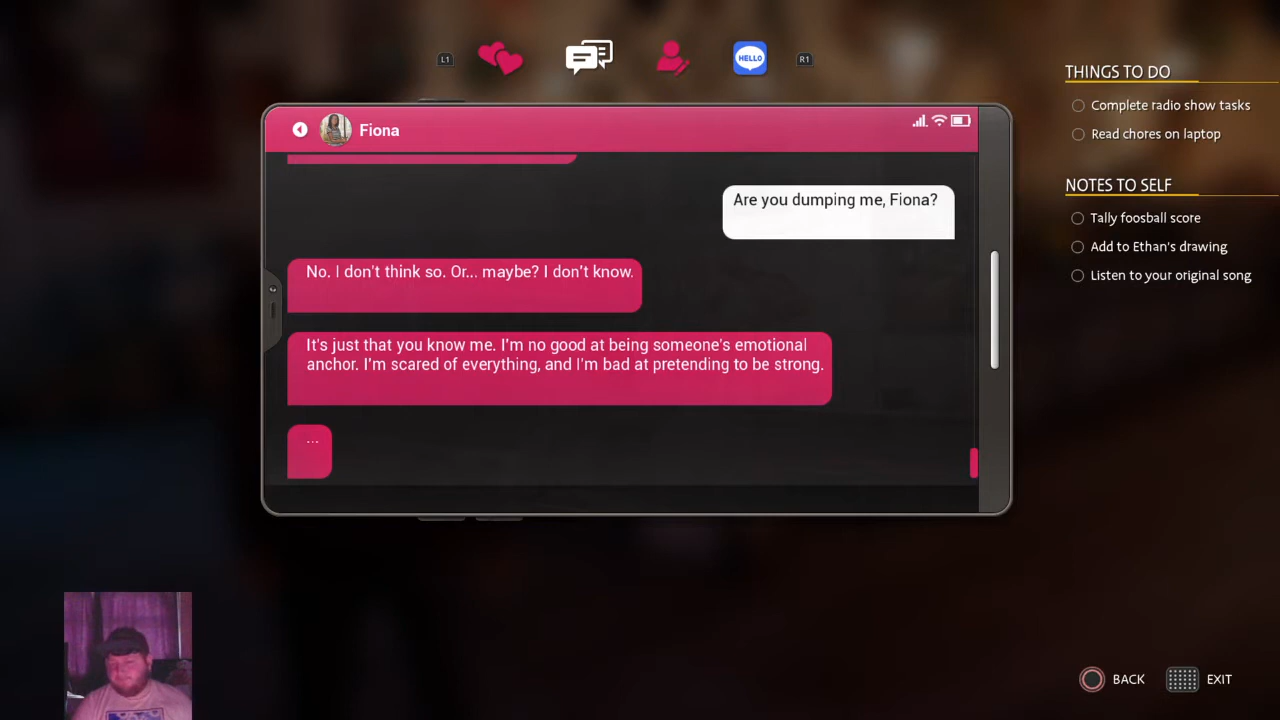 L1
HELLO
R1
THINGS TO DO
Complete radio show tasks
Read chores on laptop
NOTES TO SELF
Tally foosball score
Add to Ethan's drawing
Listen to your original song
Fiona
Are you dumping me, Fiona?
No. I don't think so. Or... maybe? I don't know.
It's just that you know me. I'm no good at being someone's emotional
anchor. I'm scared of everything, and I'm bad at pretending to be strong.
...
BACK
EXIT